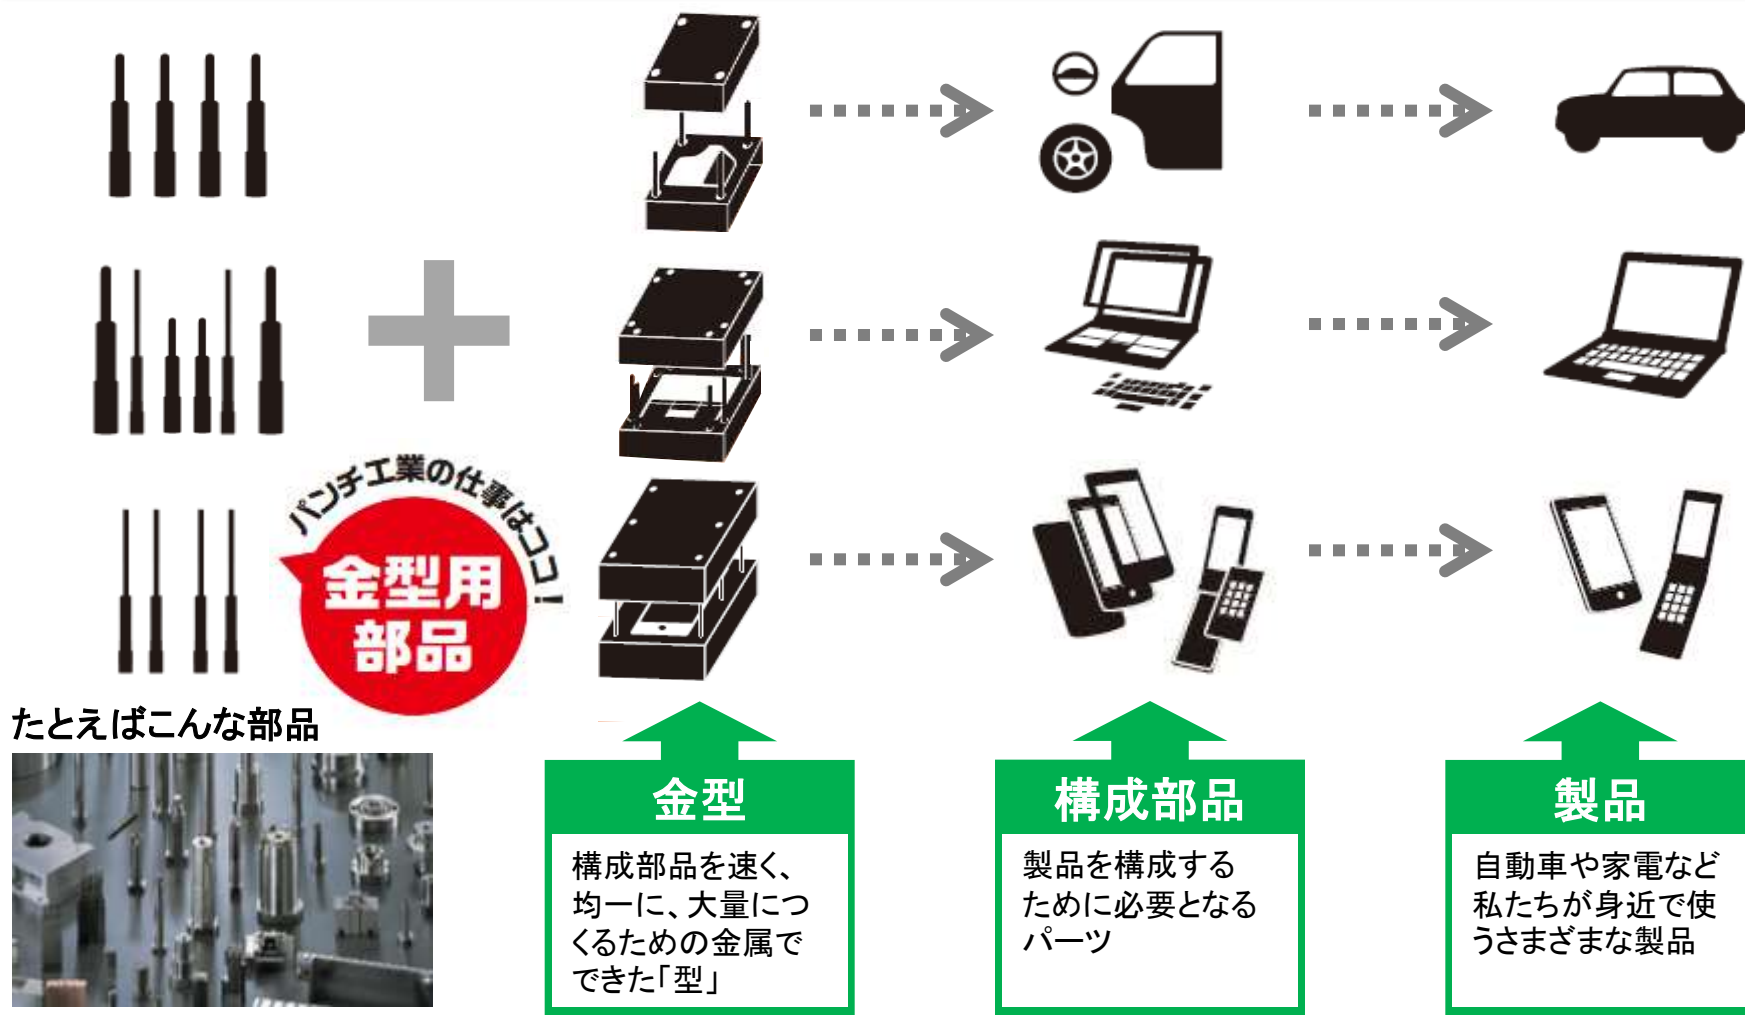 パンチ工業の仕事はココ！
金型用
部品
たとえばこんな部品
金型
構成部品を速く、
均一に、大量につ
くるための金属で
できた「型」
構成部品
製品を構成する
ために必要となる
パーツ
製品
自動車や家電など
私たちが身近で使
うさまざまな製品